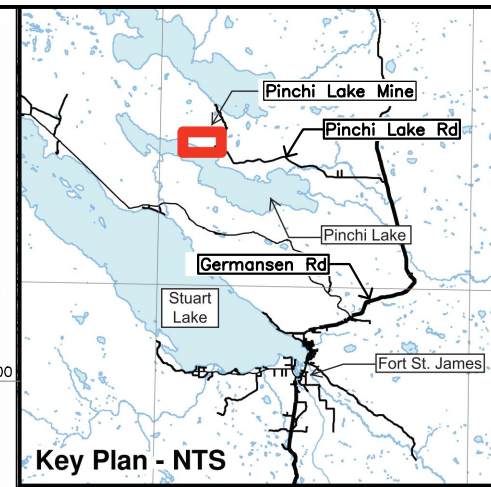 Pinchi Lake Mine
Pinchi Lake Rd
Pinchi Lake
Germansen Rd
Stuart
Lake
Fort St. James
00
Key Plan - NTS